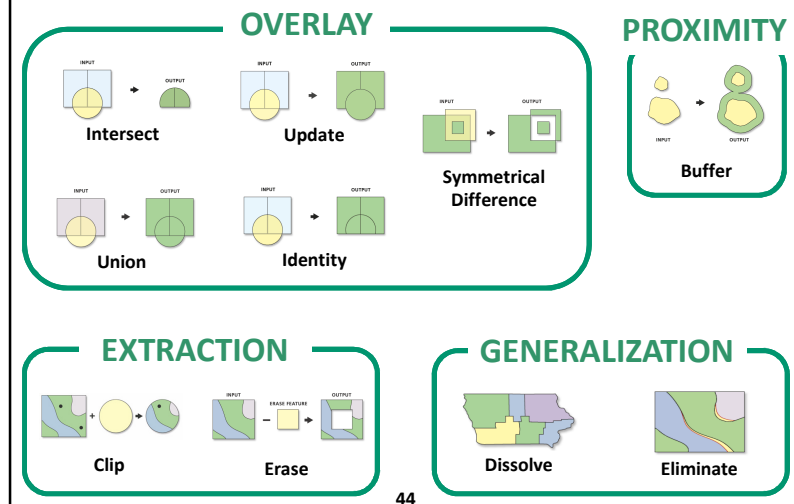 OVERLAY
INPUT
OUTPUT
Intersect
INPUT
OUTPUT
Update
INPUT
OUTPUT
Symmetrical
Difference
INPUT
OUTPUT
Union
INPUT
OUTPUT
Identity
PROXIMITY
INPUT
OUTPUT
Buffer
EXTRACTION
+
Clip
INPUT
ERASE FEATURE
OUTPUT
–
Erase
GENERALIZATION
Dissolve
Eliminate
44